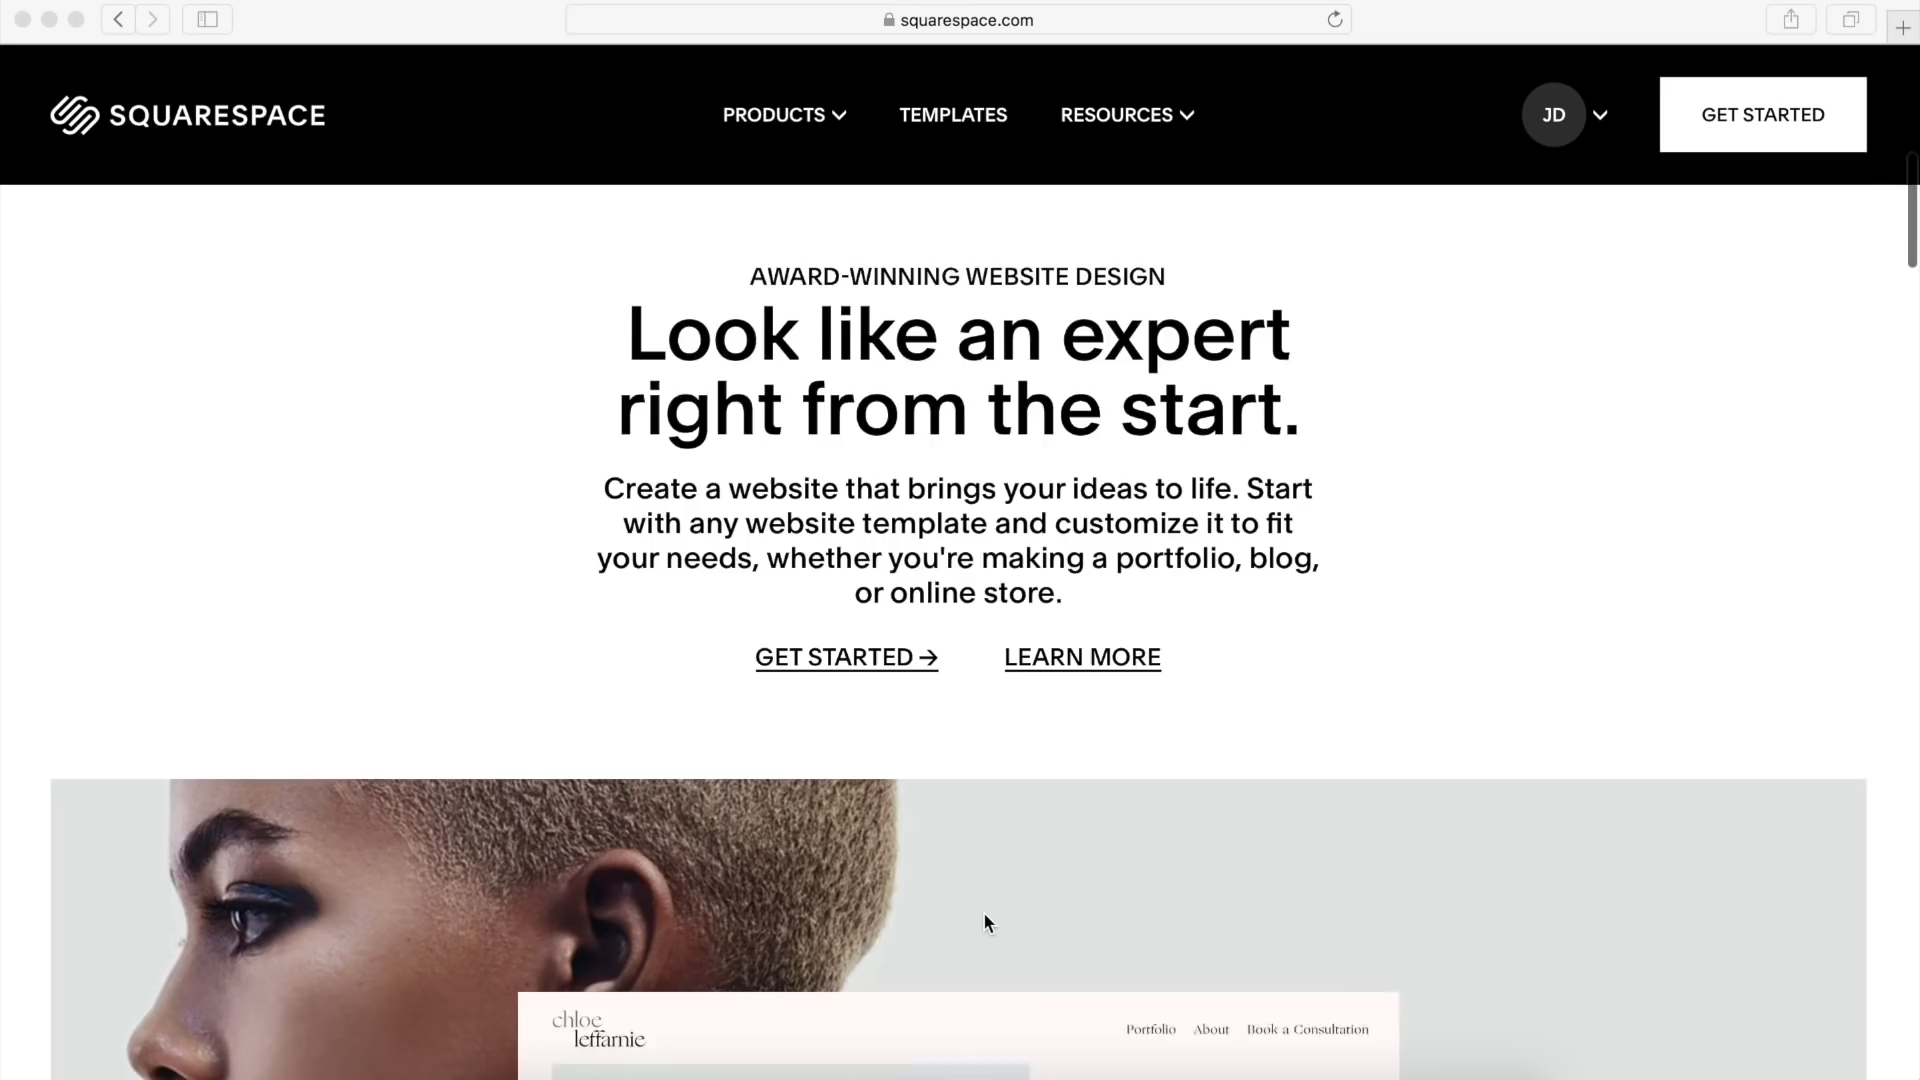 squarespace.com
SQUARESPACE
PRODUCTS
TEMPLATES
RESOURCES
JD
GET STARTED
AWARD-WINNING WEBSITE DESIGN
Look like an expert
right from the start.
Create a website that brings your ideas to life. Start
with any website template and customize it to fit
your needs, whether you're making a portfolio, blog,
or online store.
GET STARTED →
LEARN MORE
chloe
leffarnie
Portfolio
About
Book a Consultation